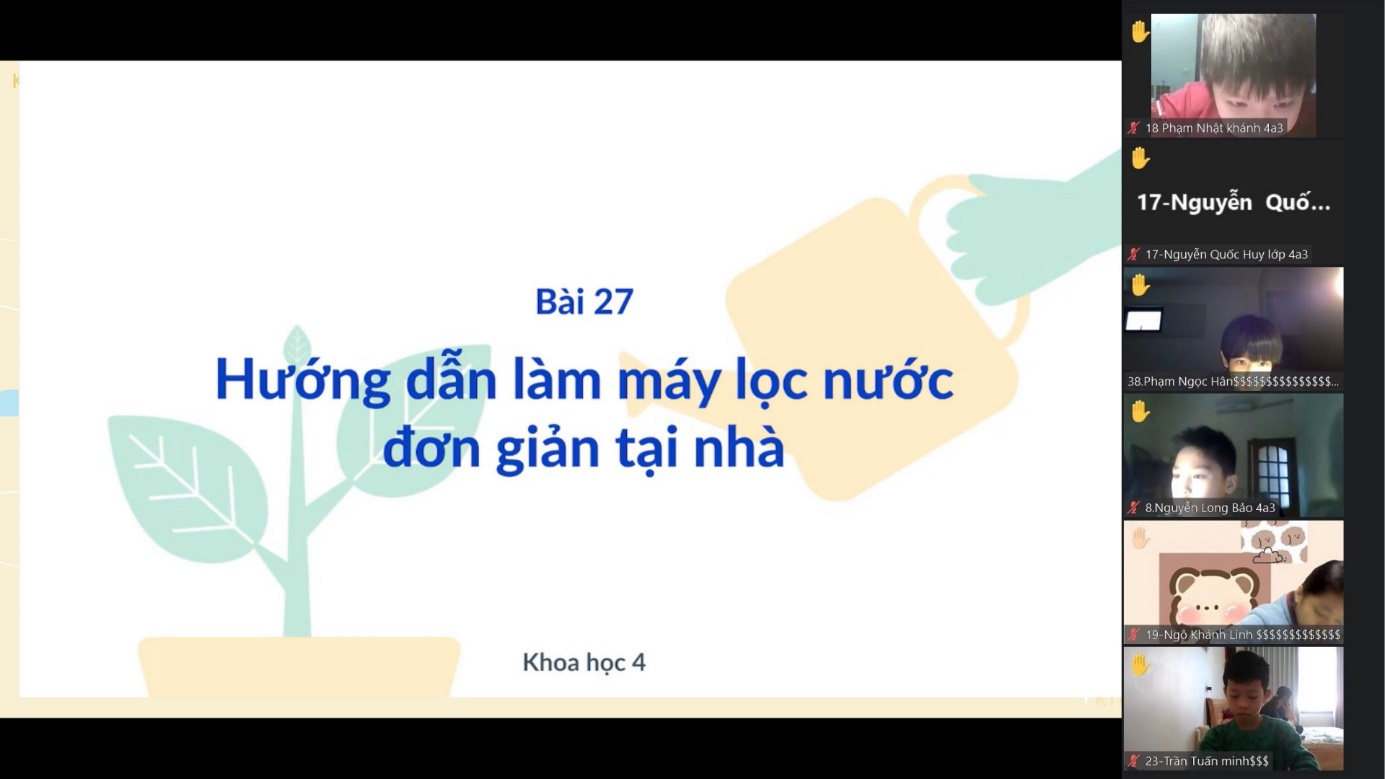 Bài 27
Hướng dẫn làm máy lọc nước
đơn giản tại nhà
Khoa học 4
18 Phạm Nhật khánh 4a3
17-Nguyễn Quố...
17-Nguyễn Quốc Huy lớp 4a3
38.Phạm Ngọc Hân$$$$$$$$$$$$$$$...
8.Nguyễn Long Bảo 4a3
19-Ngô Khánh Linh $$$$$$$$$$$$$
23-Trần Tuấn minh$$$